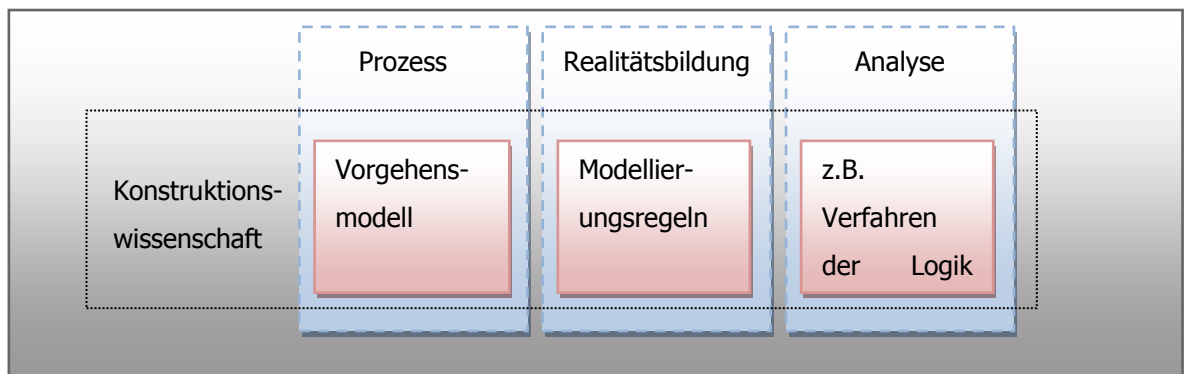 Prozess
Realitätsbildung
Analyse
Konstruktions-
wissenschaft
Vorgehens-
modell
Modellier-
ungsregeln
z.B.
Verfahren
der Logik